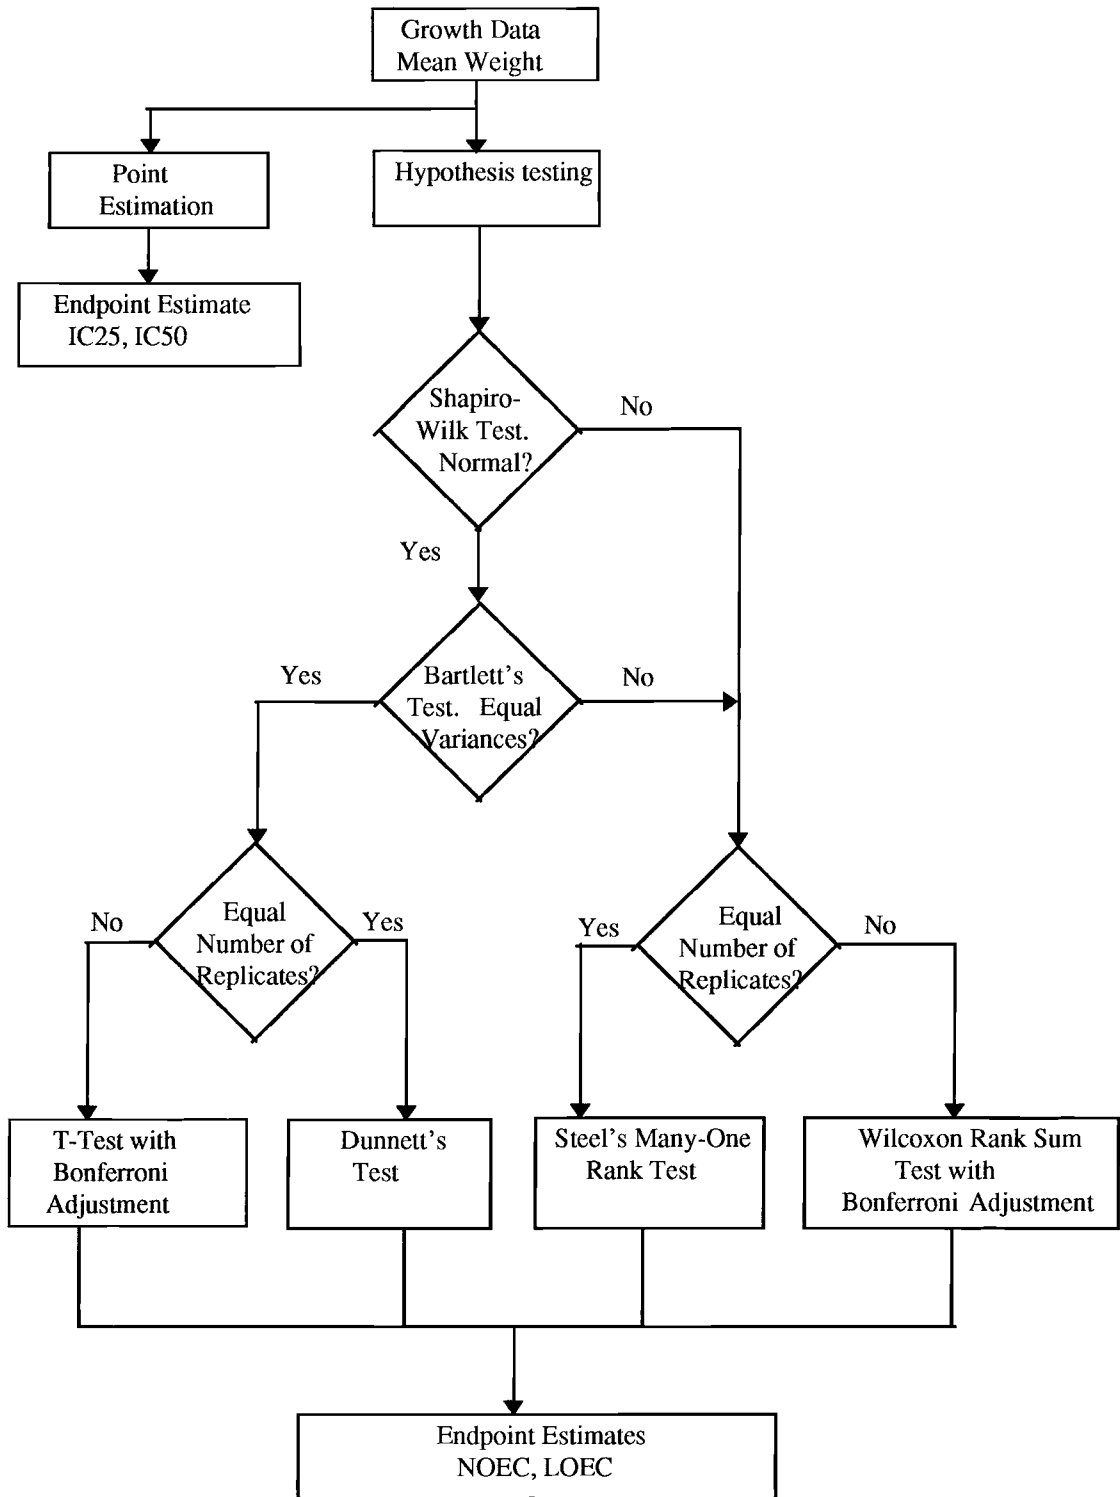 Growth Data
Mean Weight
Point
Estimation
Hypothesis testing
Endpoint Estimate
IC25, IC50
Shapiro-
Wilk Test.
Normal?
No
Yes
Bartlett's
Test. Equal
Variances?
Yes
No
Equal
Number of
Replicates?
No
Yes
Equal
Number of
Replicates?
Yes
No
T-Test with
Bonferroni
Adjustment
Dunnett's
Test
Steel's Many-One
Rank Test
Wilcoxon Rank Sum
Test with
Bonferroni Adjustment
Endpoint Estimates
NOEC, LOEC